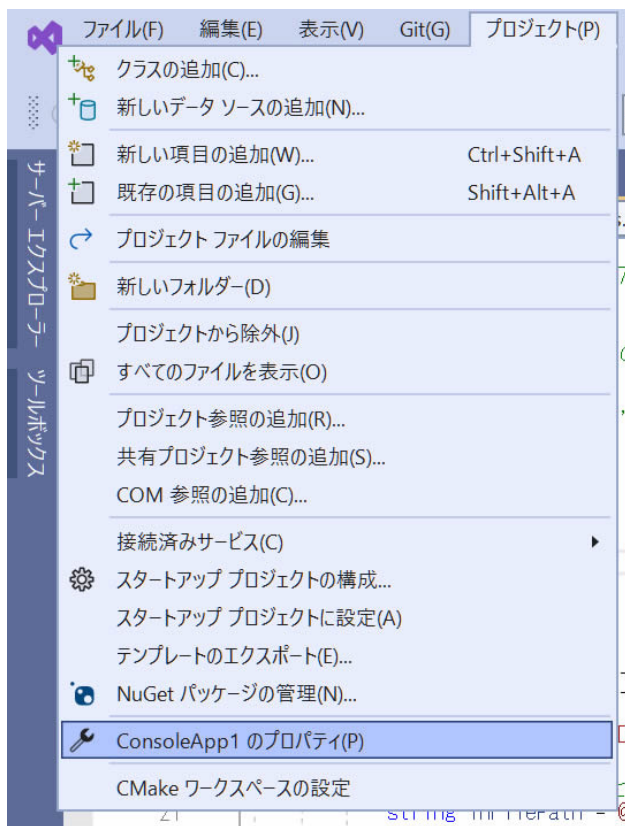 ファイル(F) 編集(E) 表示(V) Git(G) プロジェクト(P)
クラスの追加(C)...
新しいデータ ソースの追加(N)...
新しい項目の追加(W)... Ctrl+Shift+A
既存の項目の追加(G)... Shift+Alt+A
プロジェクト ファイルの編集
新しいフォルダー(D)
プロジェクトから除外(J)
すべてのファイルを表示(O)
プロジェクト参照の追加(R)...
共有プロジェクト参照の追加(S)...
COM 参照の追加(C)...
接続済みサービス(C)
スタートアップ プロジェクトの構成...
スタートアップ プロジェクトに設定(A)
テンプレートのエクスポート(E)...
NuGet パッケージの管理(N)...
ConsoleApp1 のプロパティ(P)
CMake ワークスペースの設定
サーバー エクスプローラー
ツールボックス
21